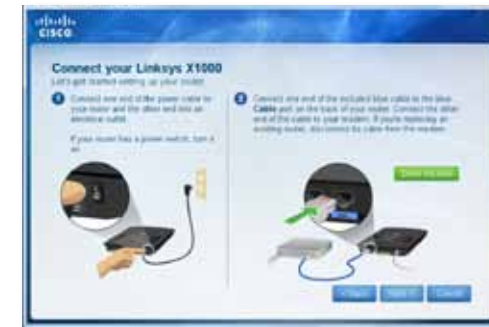 CISCO
Connect your Linksys X1000
Let's get started setting up your router.
1
Connect one end of the power cable to
your router and the other end into an
electrical outlet.
If your router has a power switch, turn it
on.
2
Connect one end of the included blue cable to the blue
Cable port on the back of your router. Connect the other
end of the cable to your modem. If you're replacing an
existing router, disconnect its cable from the modem.